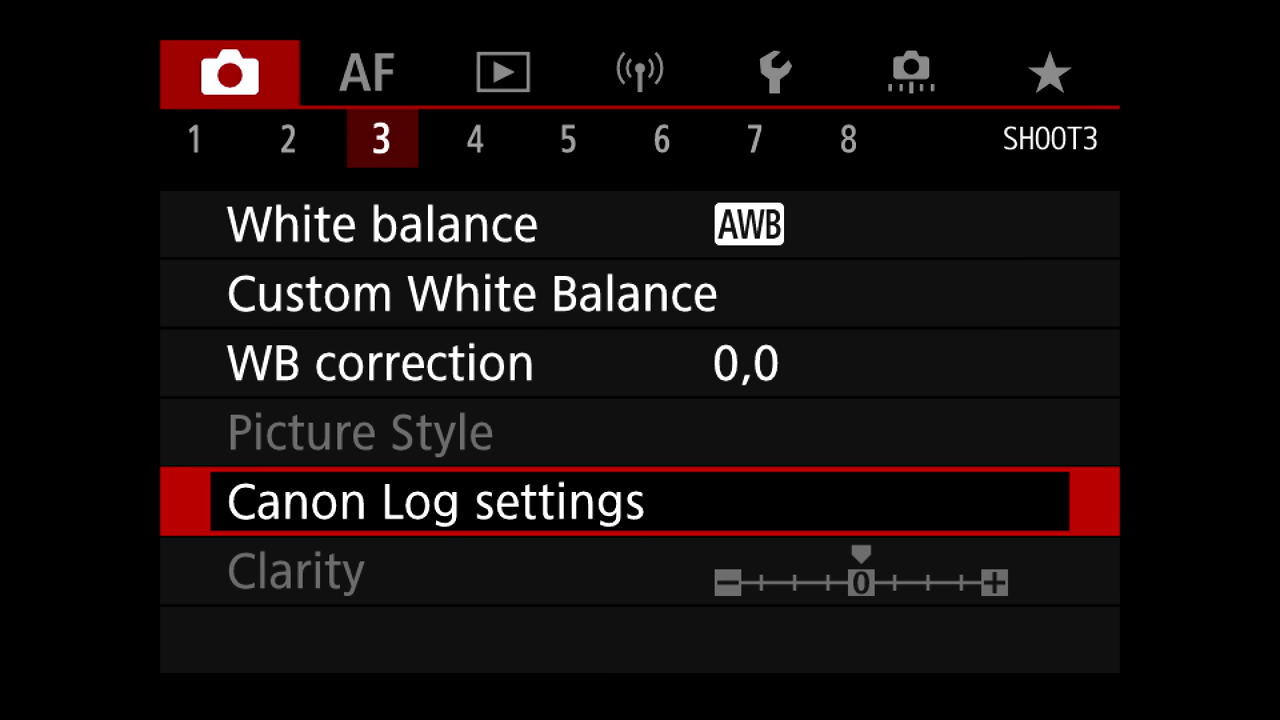 AF
1 2 3 4 5 6 7 8 SHOOT3
White balance AWB
Custom White Balance
WB correction 0,0
Picture Style
Canon Log settings
Clarity − 0 +